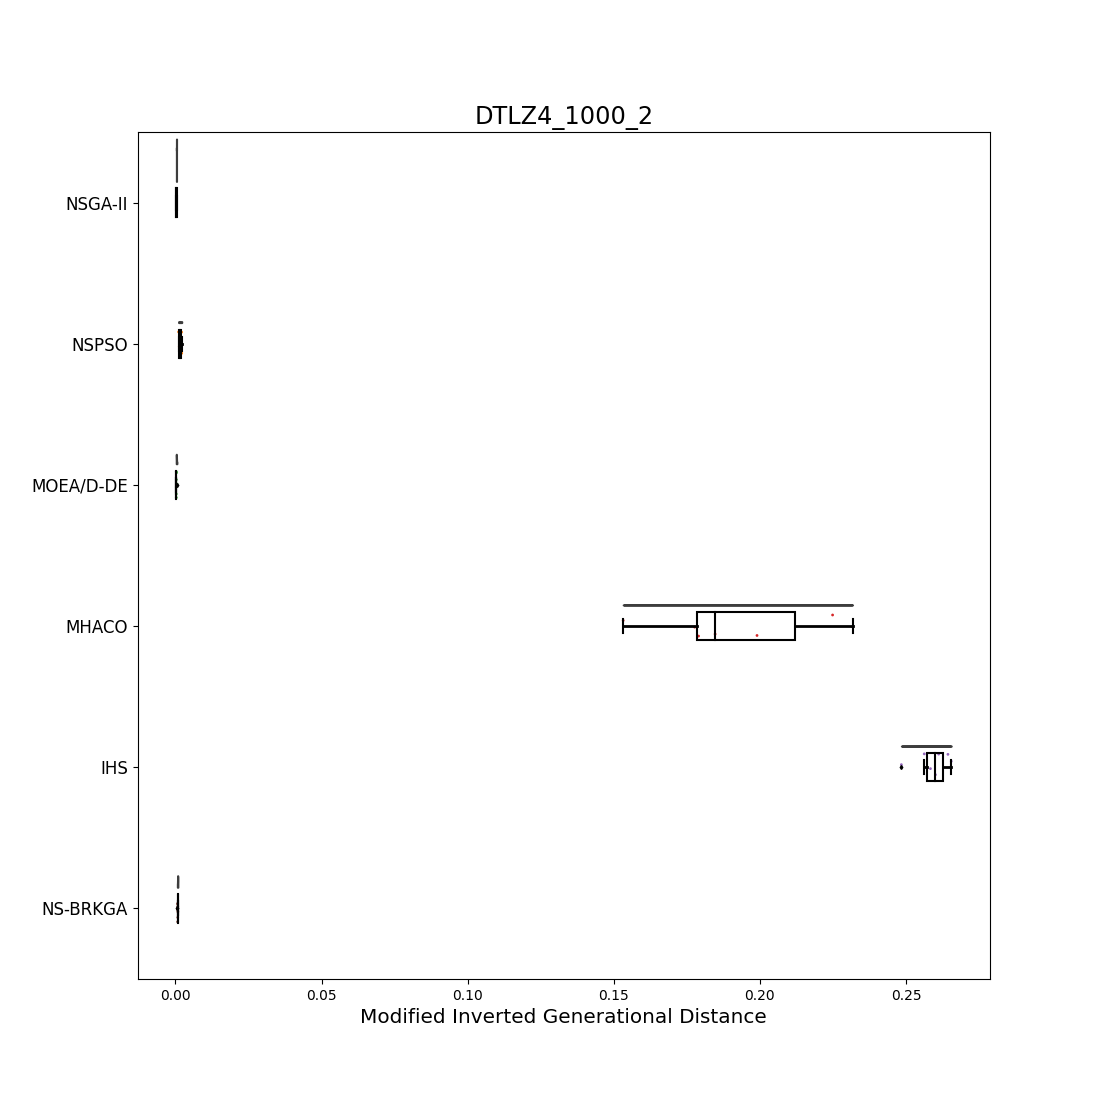 DTLZ4_1000_2
NSGA-II
NSPSO
MOEA/D-DE
MHACO
IHS
NS-BRKGA
0.00 0.05 0.10 0.15 0.20 0.25
Modified Inverted Generational Distance